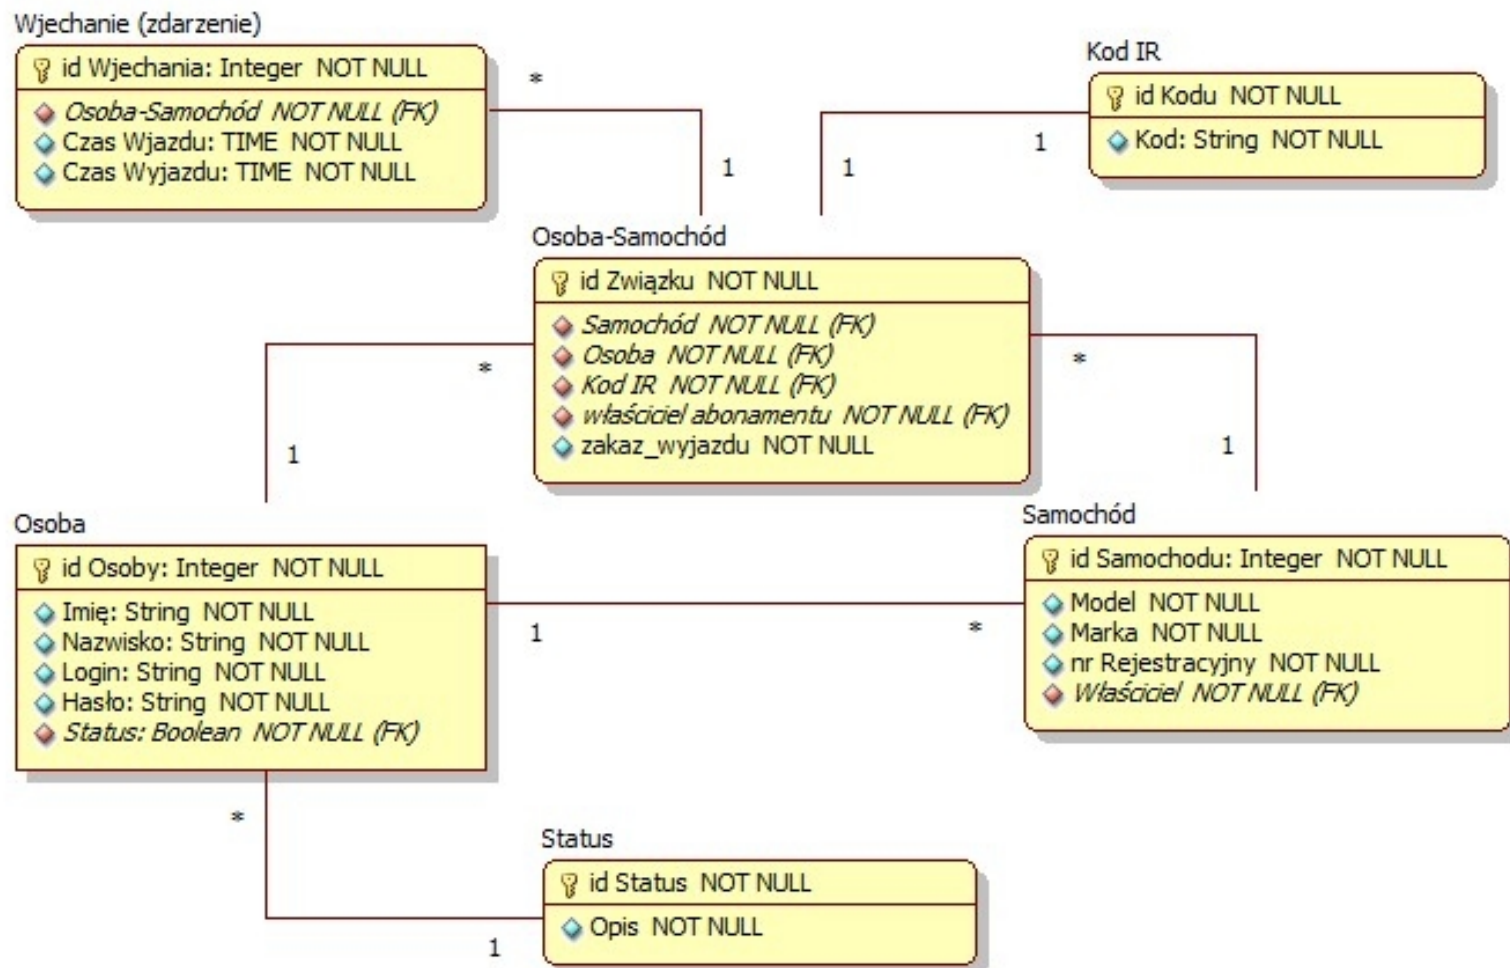 Wjechanie (zdarzenie)
id Wjechania: Integer NOT NULL
Osoba-Samochód NOT NULL (FK)
Czas Wjazdu: TIME NOT NULL
Czas Wyjazdu: TIME NOT NULL
*
1
Kod IR
id Kodu NOT NULL
Kod: String NOT NULL
1
1
Osoba-Samochód
id Związku NOT NULL
Samochód NOT NULL (FK)
Osoba NOT NULL (FK)
Kod IR NOT NULL (FK)
właściciel abonamentu NOT NULL (FK)
zakaz_wyjazdu NOT NULL
*
1
*
1
Osoba
id Osoby: Integer NOT NULL
Imię: String NOT NULL
Nazwisko: String NOT NULL
Login: String NOT NULL
Hasło: String NOT NULL
Status: Boolean NOT NULL (FK)
1
*
Samochód
id Samochodu: Integer NOT NULL
Model NOT NULL
Marka NOT NULL
nr Rejestracyjny NOT NULL
Właściciel NOT NULL (FK)
*
1
Status
id Status NOT NULL
Opis NOT NULL